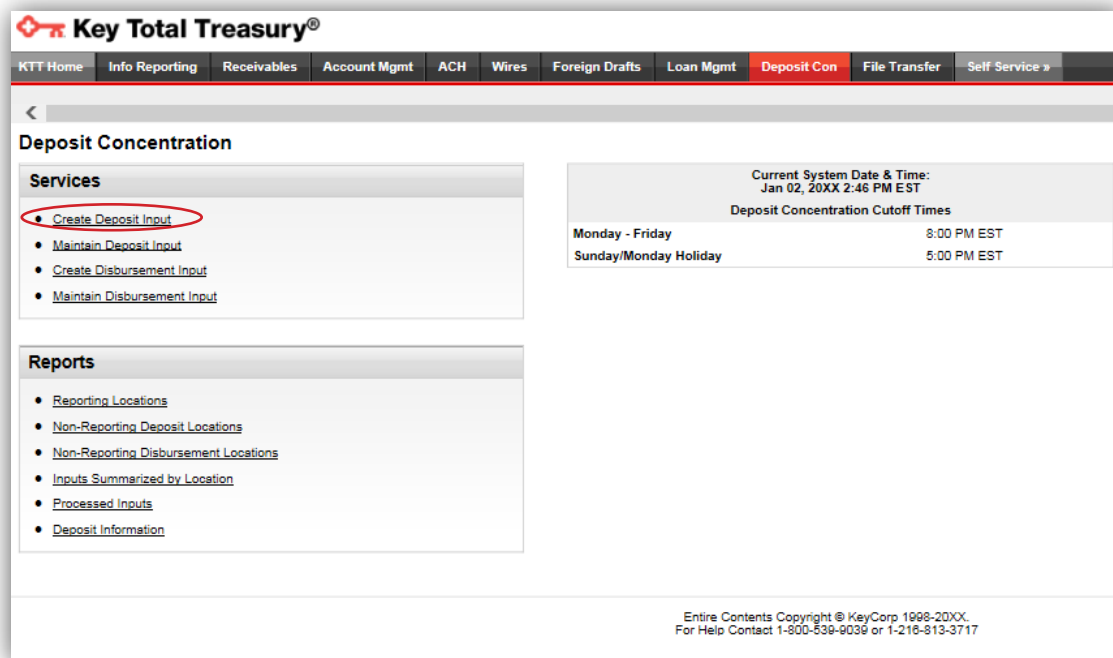 Key Total Treasury®
KTT Home Info Reporting Receivables Account Mgmt ACH Wires Foreign Drafts Loan Mgmt Deposit Con File Transfer Self Service »
Deposit Concentration
Services
• Create Deposit Input
• Maintain Deposit Input
• Create Disbursement Input
• Maintain Disbursement Input
Current System Date & Time:
Jan 02, 20XX 2:46 PM EST
Deposit Concentration Cutoff Times
Monday - Friday 8:00 PM EST
Sunday/Monday Holiday 5:00 PM EST
Reports
• Reporting Locations
• Non-Reporting Deposit Locations
• Non-Reporting Disbursement Locations
• Inputs Summarized by Location
• Processed Inputs
• Deposit Information
Entire Contents Copyright © KeyCorp 1998-20XX.
For Help Contact 1-800-539-9039 or 1-216-813-3717